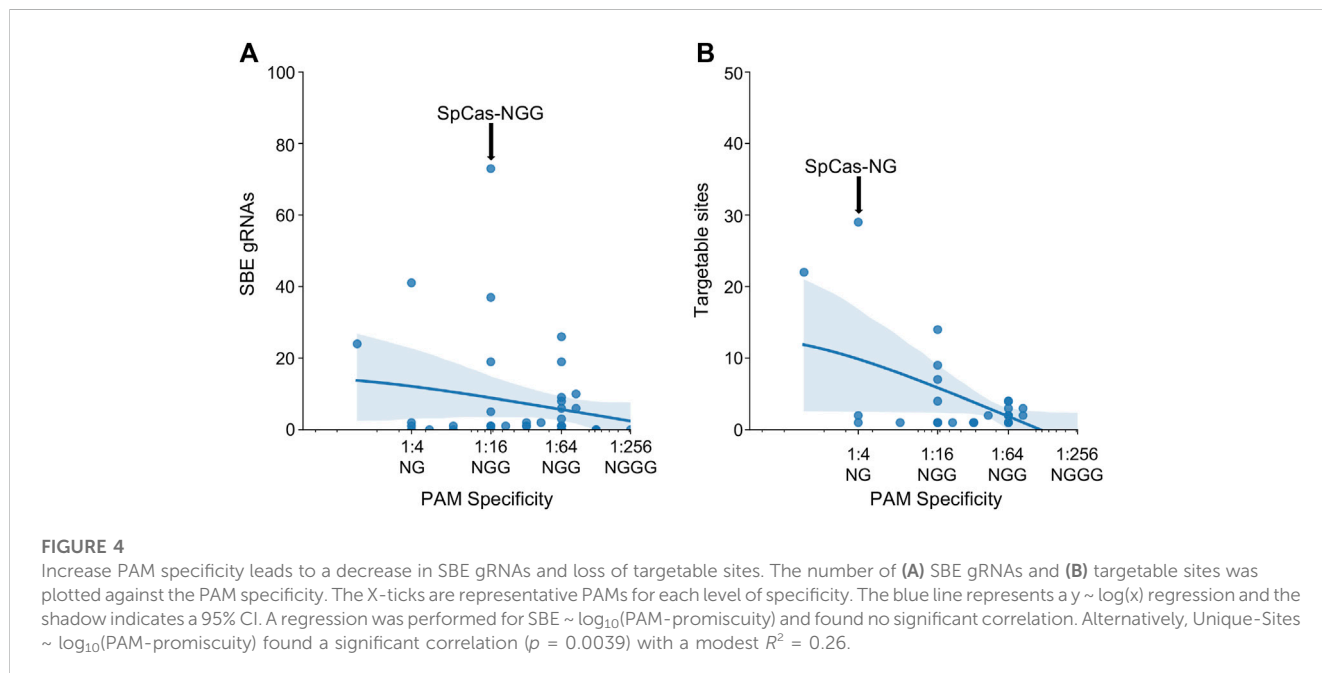 A
100
80
60
40
20
0
SBE gRNAs
SpCas-NGG
1:4 1:16 1:64 1:256
NG NGG NGG NGGG
PAM Specificity
B
50
40
30
20
10
0
Targetable sites
SpCas-NG
1:4 1:16 1:64 1:256
NG NGG NGG NGGG
PAM Specificity
FIGURE 4
Increase PAM specificity leads to a decrease in SBE gRNAs and loss of targetable sites. The number of (A) SBE gRNAs and (B) targetable sites was
plotted against the PAM specificity. The X-ticks are representative PAMs for each level of specificity. The blue line represents a y ~ log(x) regression and the
shadow indicates a 95% CI. A regression was performed for SBE ~ log₁₀(PAM-promiscuity) and found no significant correlation. Alternatively, Unique-Sites
~ log₁₀(PAM-promiscuity) found a significant correlation (p = 0.0039) with a modest R² = 0.26.